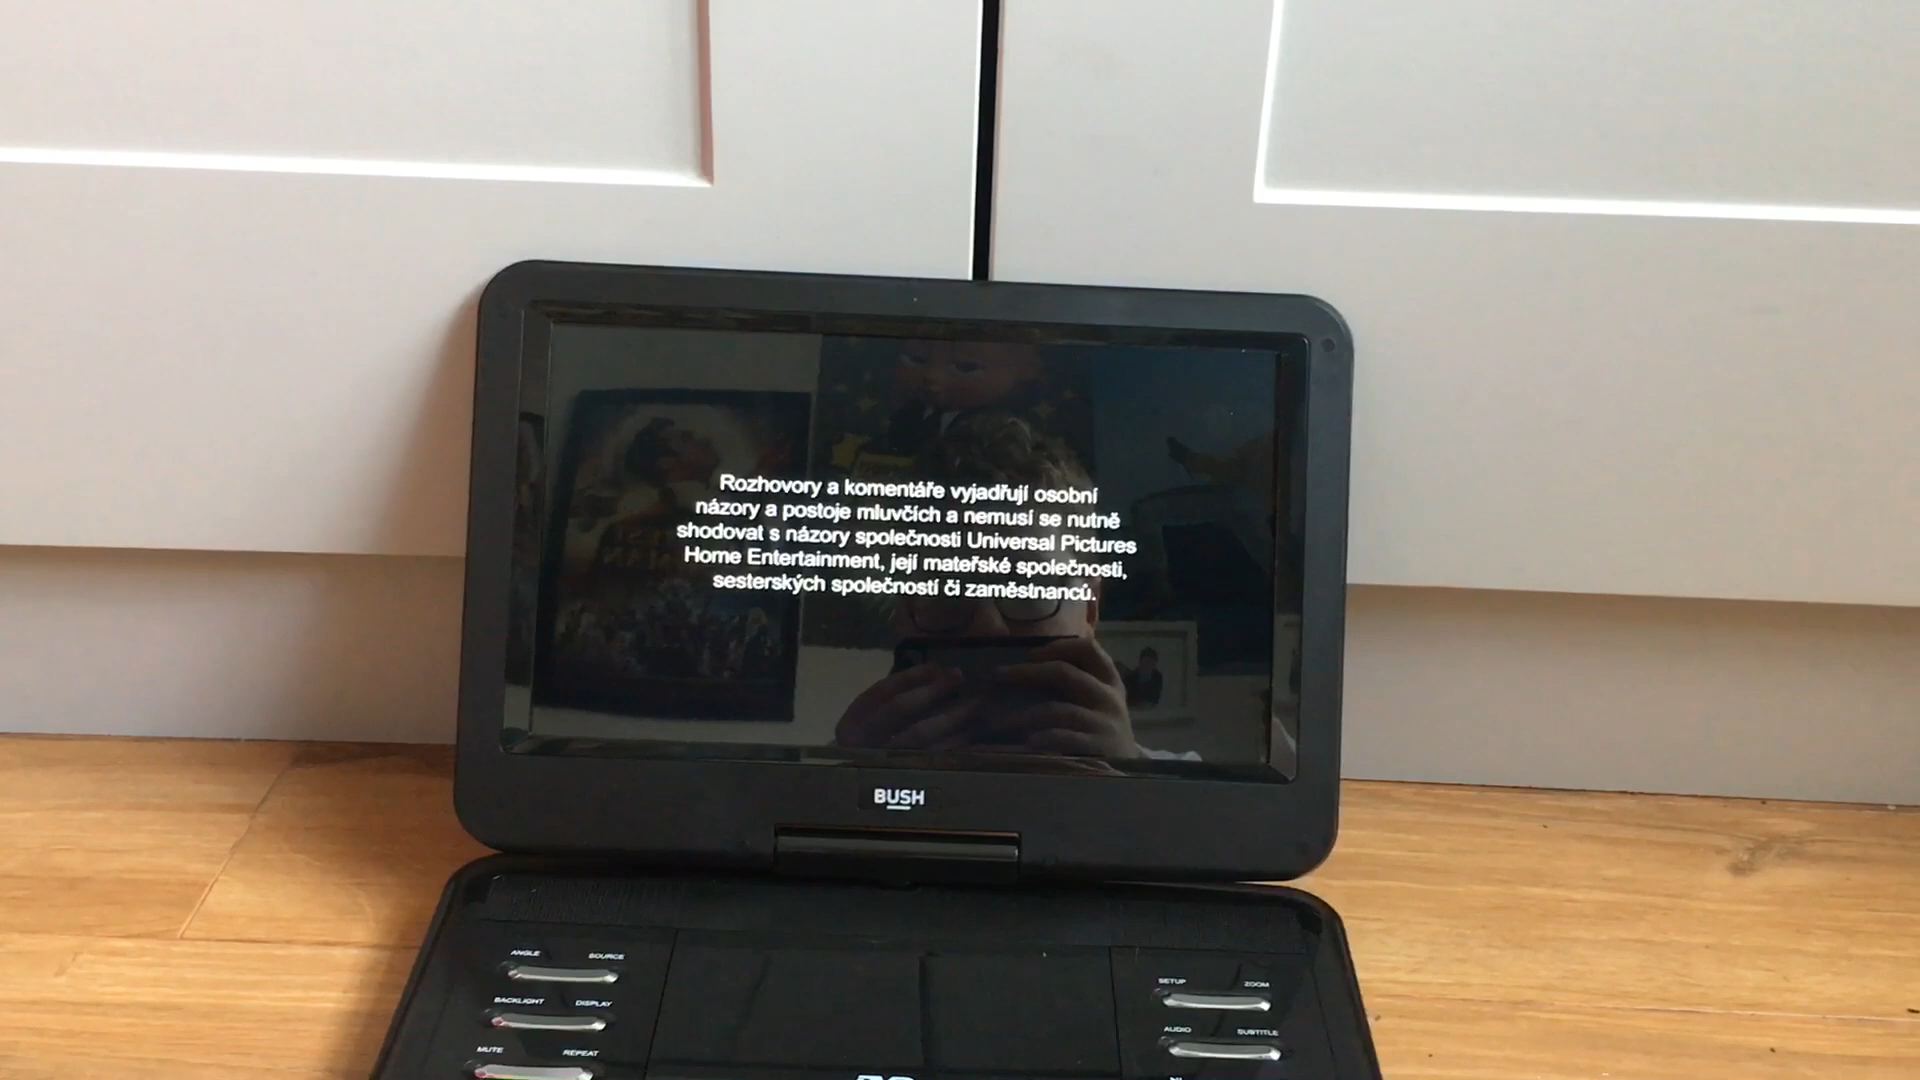 Rozhovory a komentáře vyjadřují osobní
názory a postoje mluvčích a nemusí se nutně
shodovat s názory společnosti Universal Pictures
Home Entertainment, její mateřské společnosti,
sesterských společností či zaměstnanců.
BUSH
ANGLE SOURCE
BACKLIGHT DISPLAY
MUTE REPEAT
SETUP ZOOM
AUDIO SUBTITLE